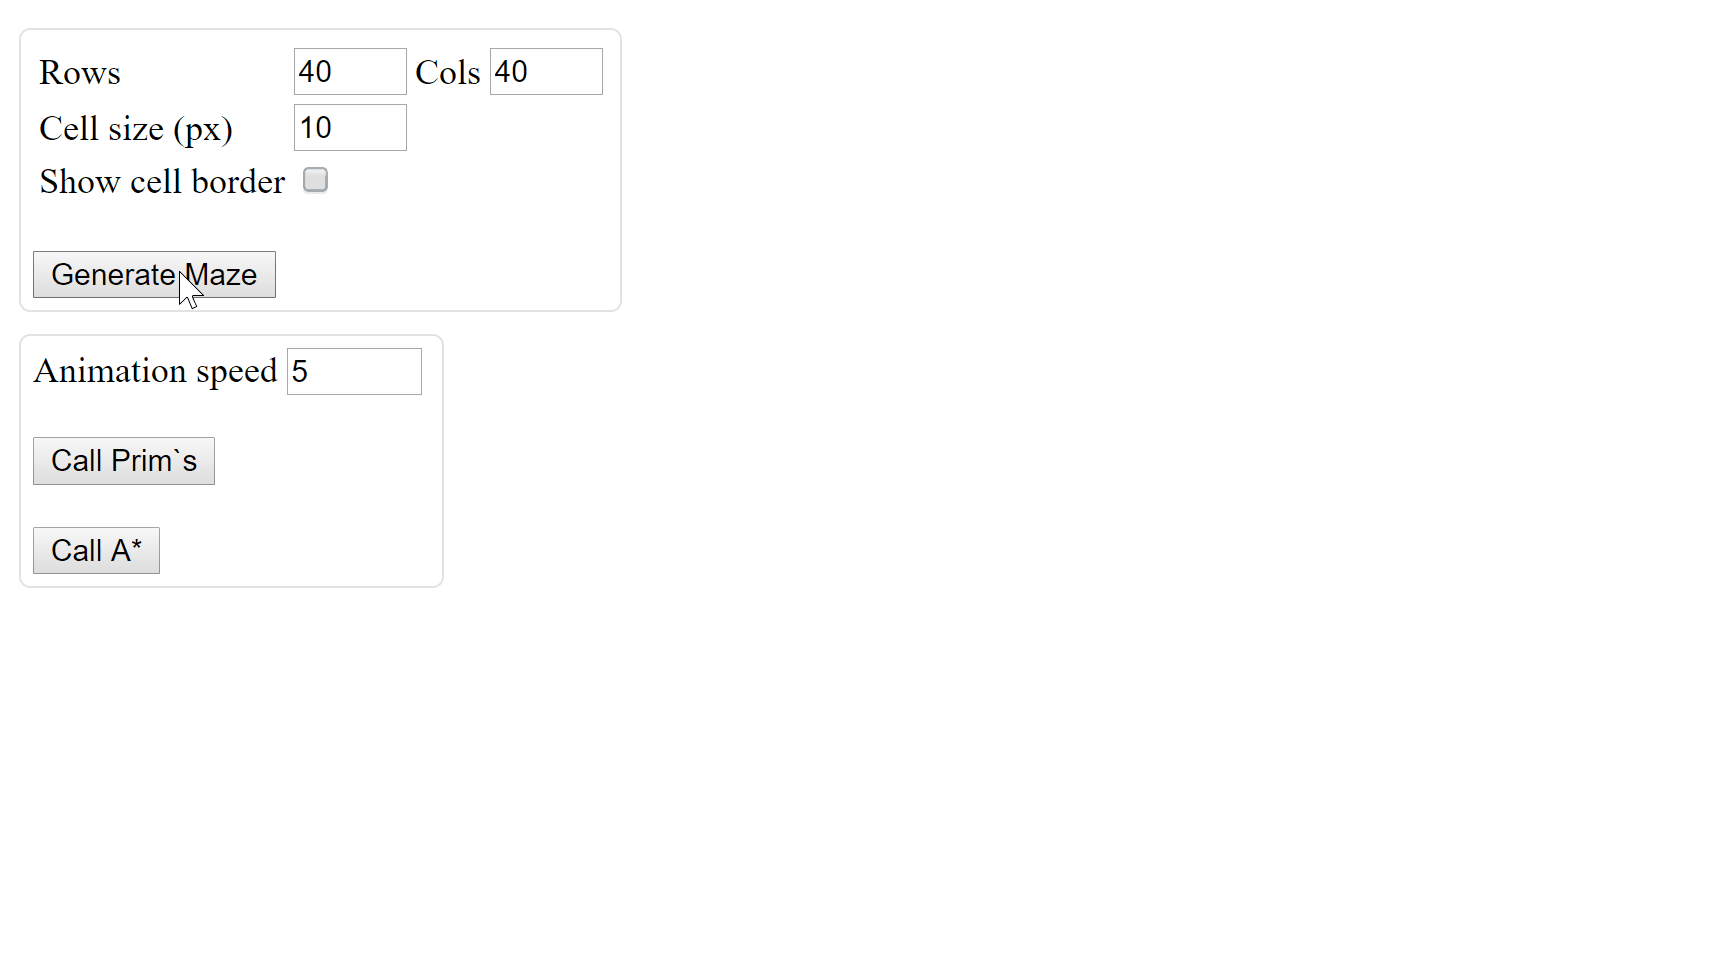 Rows 40 Cols 40
Cell size (px) 10
Show cell border
Generate Maze
Animation speed 5
Call Prim`s
Call A*